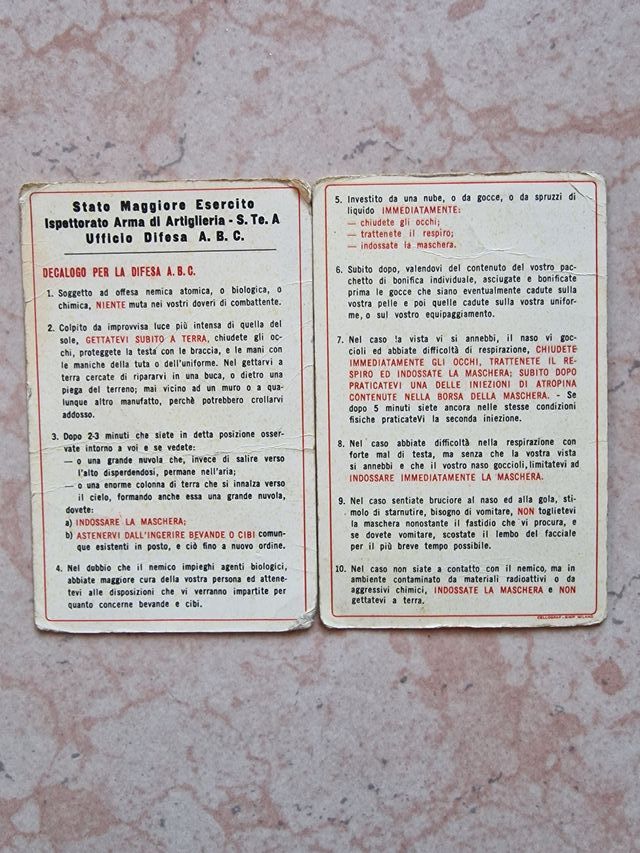 Stato Maggiore Esercito
Ispettorato Arma di Artiglieria - S. Te. A
Ufficio Difesa A. B. C.
DECALOGO PER LA DIFESA A.B.C.
1. Soggetto ad offesa nemica atomica, o biologica, o
chimica, NIENTE muta nei vostri doveri di combattente.
2. Colpito da improvvisa luce più intensa di quella del
sole, GETTATEVI SUBITO A TERRA, chiudete gli oc-
chi, proteggete la testa con le braccia, e le mani con
le maniche della tuta o dell'uniforme. Nel gettarvi a
terra cercate di ripararvi in una buca, o dietro una
piega del terreno; mai vicino ad un muro o a qua-
lunque altro manufatto, perchè potrebbero crollarvi
addosso.
3. Dopo 2-3 minuti che siete in detta posizione osser-
vate intorno a voi e se vedete:
— o una grande nuvola che, invece di salire verso
l'alto disperdendosi, permane nell'aria;
— o una enorme colonna di terra che si innalza verso
il cielo, formando anche essa una grande nuvola,
dovete:
a) INDOSSARE LA MASCHERA;
b) ASTENERVI DALL'INGERIRE BEVANDE O CIBI comun-
que esistenti in posto, e ciò fino a nuovo ordine.
4. Nel dubbio che il nemico impieghi agenti biologici,
abbiate maggiore cura della vostra persona ed attene-
tevi alle disposizioni che vi verranno impartite per
quanto concerne bevande e cibi.
5. Investito da una nube, o da gocce, o da spruzzi di
liquido IMMEDIATAMENTE:
— chiudete gli occhi;
— trattenete il respiro;
— indossate la maschera.
6. Subito dopo, valendovi del contenuto del vostro pac-
chetto di bonifica individuale, asciugate e bonificate
prima le gocce che siano eventualmente cadute sulla
vostra pelle e poi quelle cadute sulla vostra unifor-
me, o sul vostro equipaggiamento.
7. Nel caso la vista vi si annebbi, il naso vi goc-
cioli ed abbiate difficoltà di respirazione, CHIUDETE
IMMEDIATAMENTE GLI OCCHI, TRATTENETE IL RE-
SPIRO ED INDOSSATE LA MASCHERA; SUBITO DOPO
PRATICATEVI UNA DELLE INIEZIONI DI ATROPINA
CONTENUTE NELLA BORSA DELLA MASCHERA. - Se
dopo 5 minuti siete ancora nelle stesse condizioni
fisiche praticateVi la seconda iniezione.
8. Nel caso abbiate difficoltà nella respirazione con
forte mal di testa, ma senza che la vostra vista
si annebbi e che il vostro naso goccioli, limitatevi ad
INDOSSARE IMMEDIATAMENTE LA MASCHERA.
9. Nel caso sentiate bruciore al naso ed alla gola, sti-
molo di starnutire, bisogno di vomitare, NON toglietevi
la maschera nonostante il fastidio che vi procura, e
se dovete vomitare, scostate il lembo del facciale
per il più breve tempo possibile.
10. Nel caso non siate a contatto con il nemico, ma in
ambiente contaminato da materiali radioattivi o da
aggressivi chimici, INDOSSATE LA MASCHERA e NON
gettatevi a terra.